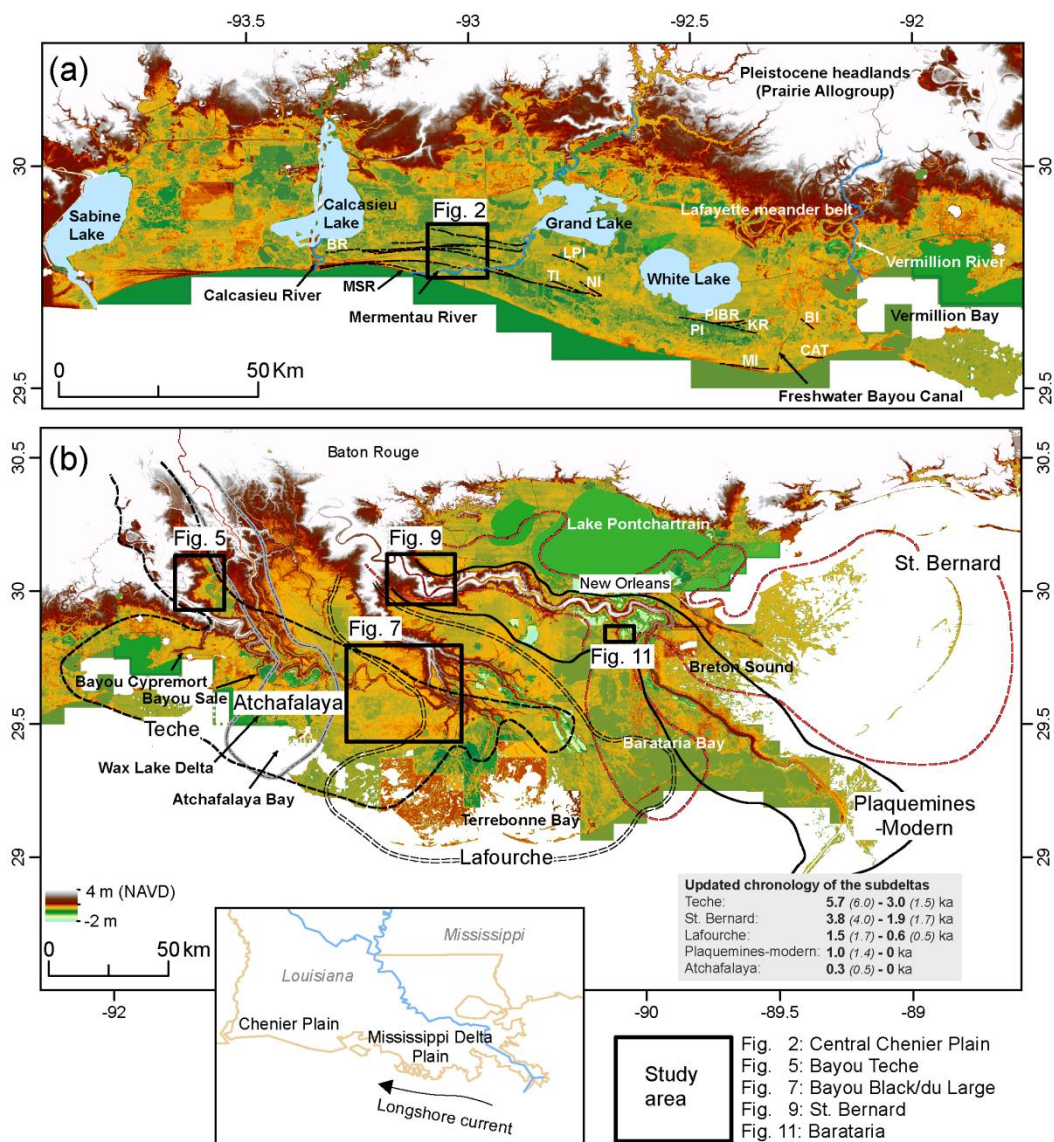 -93.5
-93
-92.5
-92
(a)
Pleistocene headlands
(Prairie Allogroup)
30
30
Sabine
Lake
Calcasieu
Lake
Fig. 2
Grand Lake
Lafayette meander belt
BR
LPI
Vermillion River
TI
NI
White Lake
Calcasieu River
MSR
Mermentau River
PIBR
PI
KR
BI
Vermillion Bay
MI
CAT
Freshwater Bayou Canal
0
50 Km
29.5
29.5
(b)
30.5
30.5
Baton Rouge
Lake Pontchartrain
Fig. 5
Fig. 9
St. Bernard
30
30
New Orleans
Fig. 7
Fig. 11
Breton Sound
Bayou Cypremort
Bayou Sale
Atchafalaya
29.5
29.5
Teche
Barataria Bay
Wax Lake Delta
Atchafalaya Bay
Terrebonne Bay
Plaquemines
-Modern
29
29
Lafourche
4 m (NAVD)
-2 m
Updated chronology of the subdeltas
Teche: 5.7 (6.0) - 3.0 (1.5) ka
St. Bernard: 3.8 (4.0) - 1.9 (1.7) ka
Lafourche: 1.5 (1.7) - 0.6 (0.5) ka
Plaquemines-modern: 1.0 (1.4) - 0 ka
Atchafalaya: 0.3 (0.5) - 0 ka
0
50 km
-92
-90
-89.5
-89
Mississippi
Louisiana
Chenier Plain
Mississippi Delta
Plain
Longshore current
Study
area
Fig. 2: Central Chenier Plain
Fig. 5: Bayou Teche
Fig. 7: Bayou Black/du Large
Fig. 9: St. Bernard
Fig. 11: Barataria